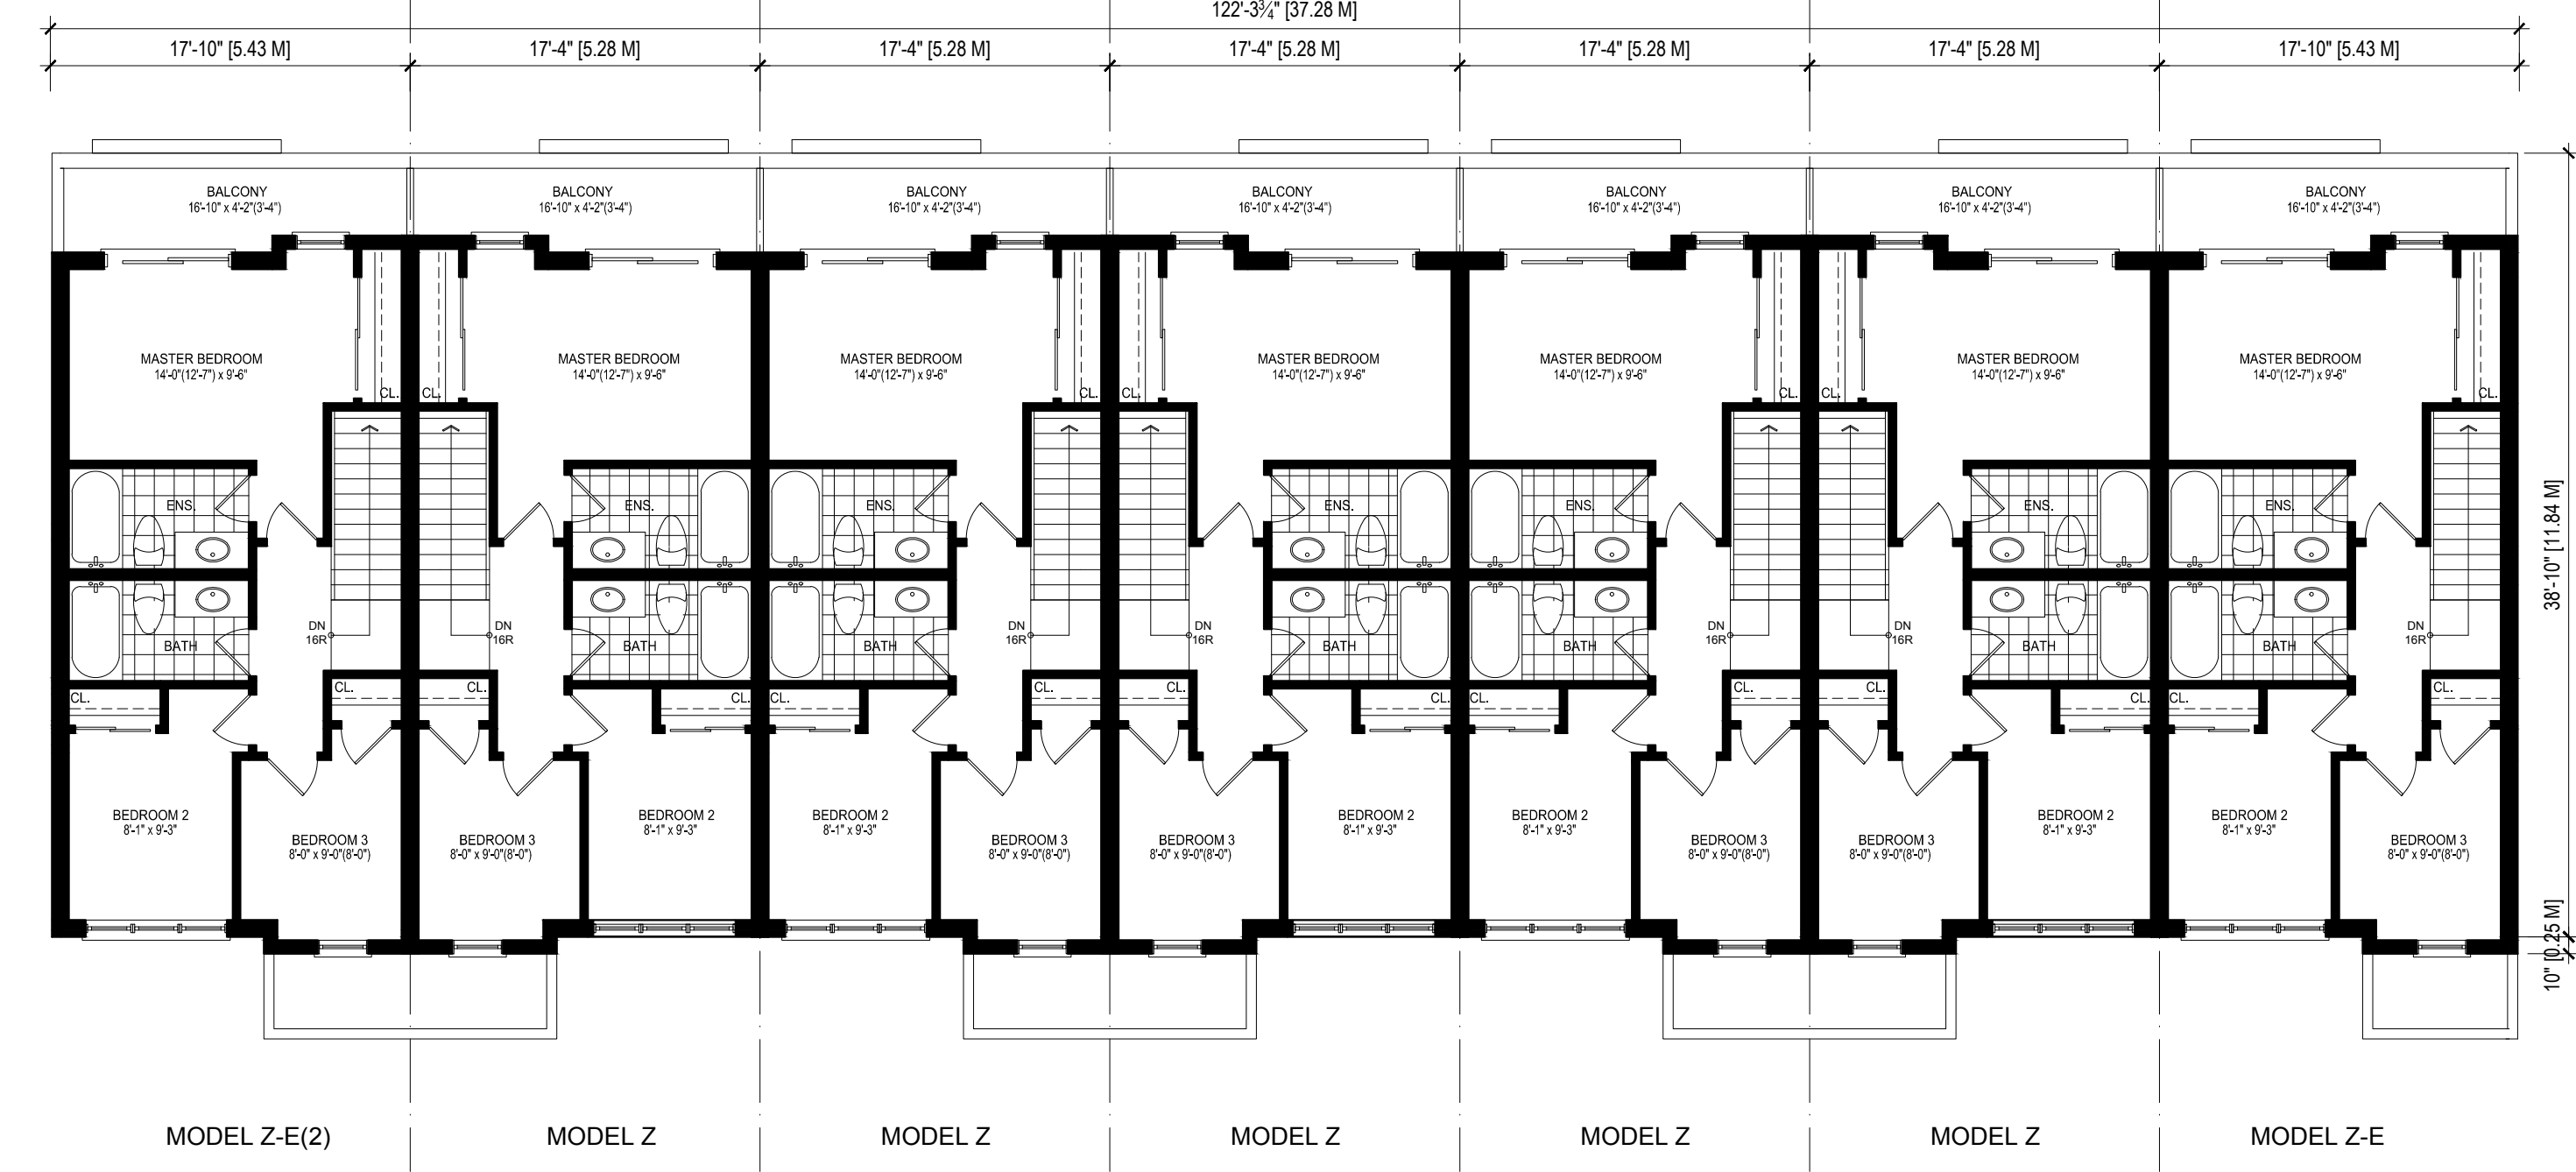 122'-3¾" [37.28 M]
17'-10" [5.43 M] 17'-4" [5.28 M] 17'-4" [5.28 M] 17'-4" [5.28 M] 17'-4" [5.28 M] 17'-4" [5.28 M] 17'-10" [5.43 M]
BALCONY BALCONY BALCONY BALCONY BALCONY BALCONY BALCONY
16'-10" x 4'-2"(3'-4") 16'-10" x 4'-2"(3'-4") 16'-10" x 4'-2"(3'-4") 16'-10" x 4'-2"(3'-4") 16'-10" x 4'-2"(3'-4") 16'-10" x 4'-2"(3'-4") 16'-10" x 4'-2"(3'-4")
MASTER BEDROOM MASTER BEDROOM MASTER BEDROOM MASTER BEDROOM MASTER BEDROOM MASTER BEDROOM MASTER BEDROOM
14'-0"(12'-7") x 9'-6" 14'-0"(12'-7") x 9'-6" 14'-0"(12'-7") x 9'-6" 14'-0"(12'-7") x 9'-6" 14'-0"(12'-7") x 9'-6" 14'-0"(12'-7") x 9'-6" 14'-0"(12'-7") x 9'-6"
CL. CL. CL. CL. CL. CL. CL.
ENS. ENS. ENS. ENS. ENS. ENS. ENS.
38'-10" [11.84 M]
DN DN DN DN DN DN DN
16R 16R 16R 16R 16R 16R 16R
BATH BATH BATH BATH BATH BATH BATH
CL. CL. CL. CL. CL. CL. CL. CL. CL. CL. CL. CL. CL. CL.
BEDROOM 2 BEDROOM 2 BEDROOM 2 BEDROOM 2 BEDROOM 2 BEDROOM 2 BEDROOM 2
8'-1" x 9'-3" 8'-1" x 9'-3" 8'-1" x 9'-3" 8'-1" x 9'-3" 8'-1" x 9'-3" 8'-1" x 9'-3" 8'-1" x 9'-3"
BEDROOM 3 BEDROOM 3 BEDROOM 3 BEDROOM 3 BEDROOM 3 BEDROOM 3 BEDROOM 3
8'-0" x 9'-0"(8'-0") 8'-0" x 9'-0"(8'-0") 8'-0" x 9'-0"(8'-0") 8'-0" x 9'-0"(8'-0") 8'-0" x 9'-0"(8'-0") 8'-0" x 9'-0"(8'-0") 8'-0" x 9'-0"(8'-0")
10" [0.25 M]
MODEL Z-E(2) MODEL Z MODEL Z MODEL Z MODEL Z MODEL Z MODEL Z-E